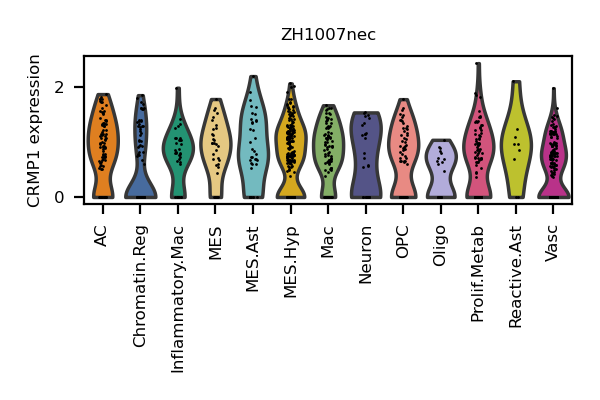 ZH1007nec
CRMP1 expression
2
0
AC
Chromatin.Reg
Inflammatory.Mac
MES
MES.Ast
MES.Hyp
Mac
Neuron
OPC
Oligo
Prolif.Metab
Reactive.Ast
Vasc